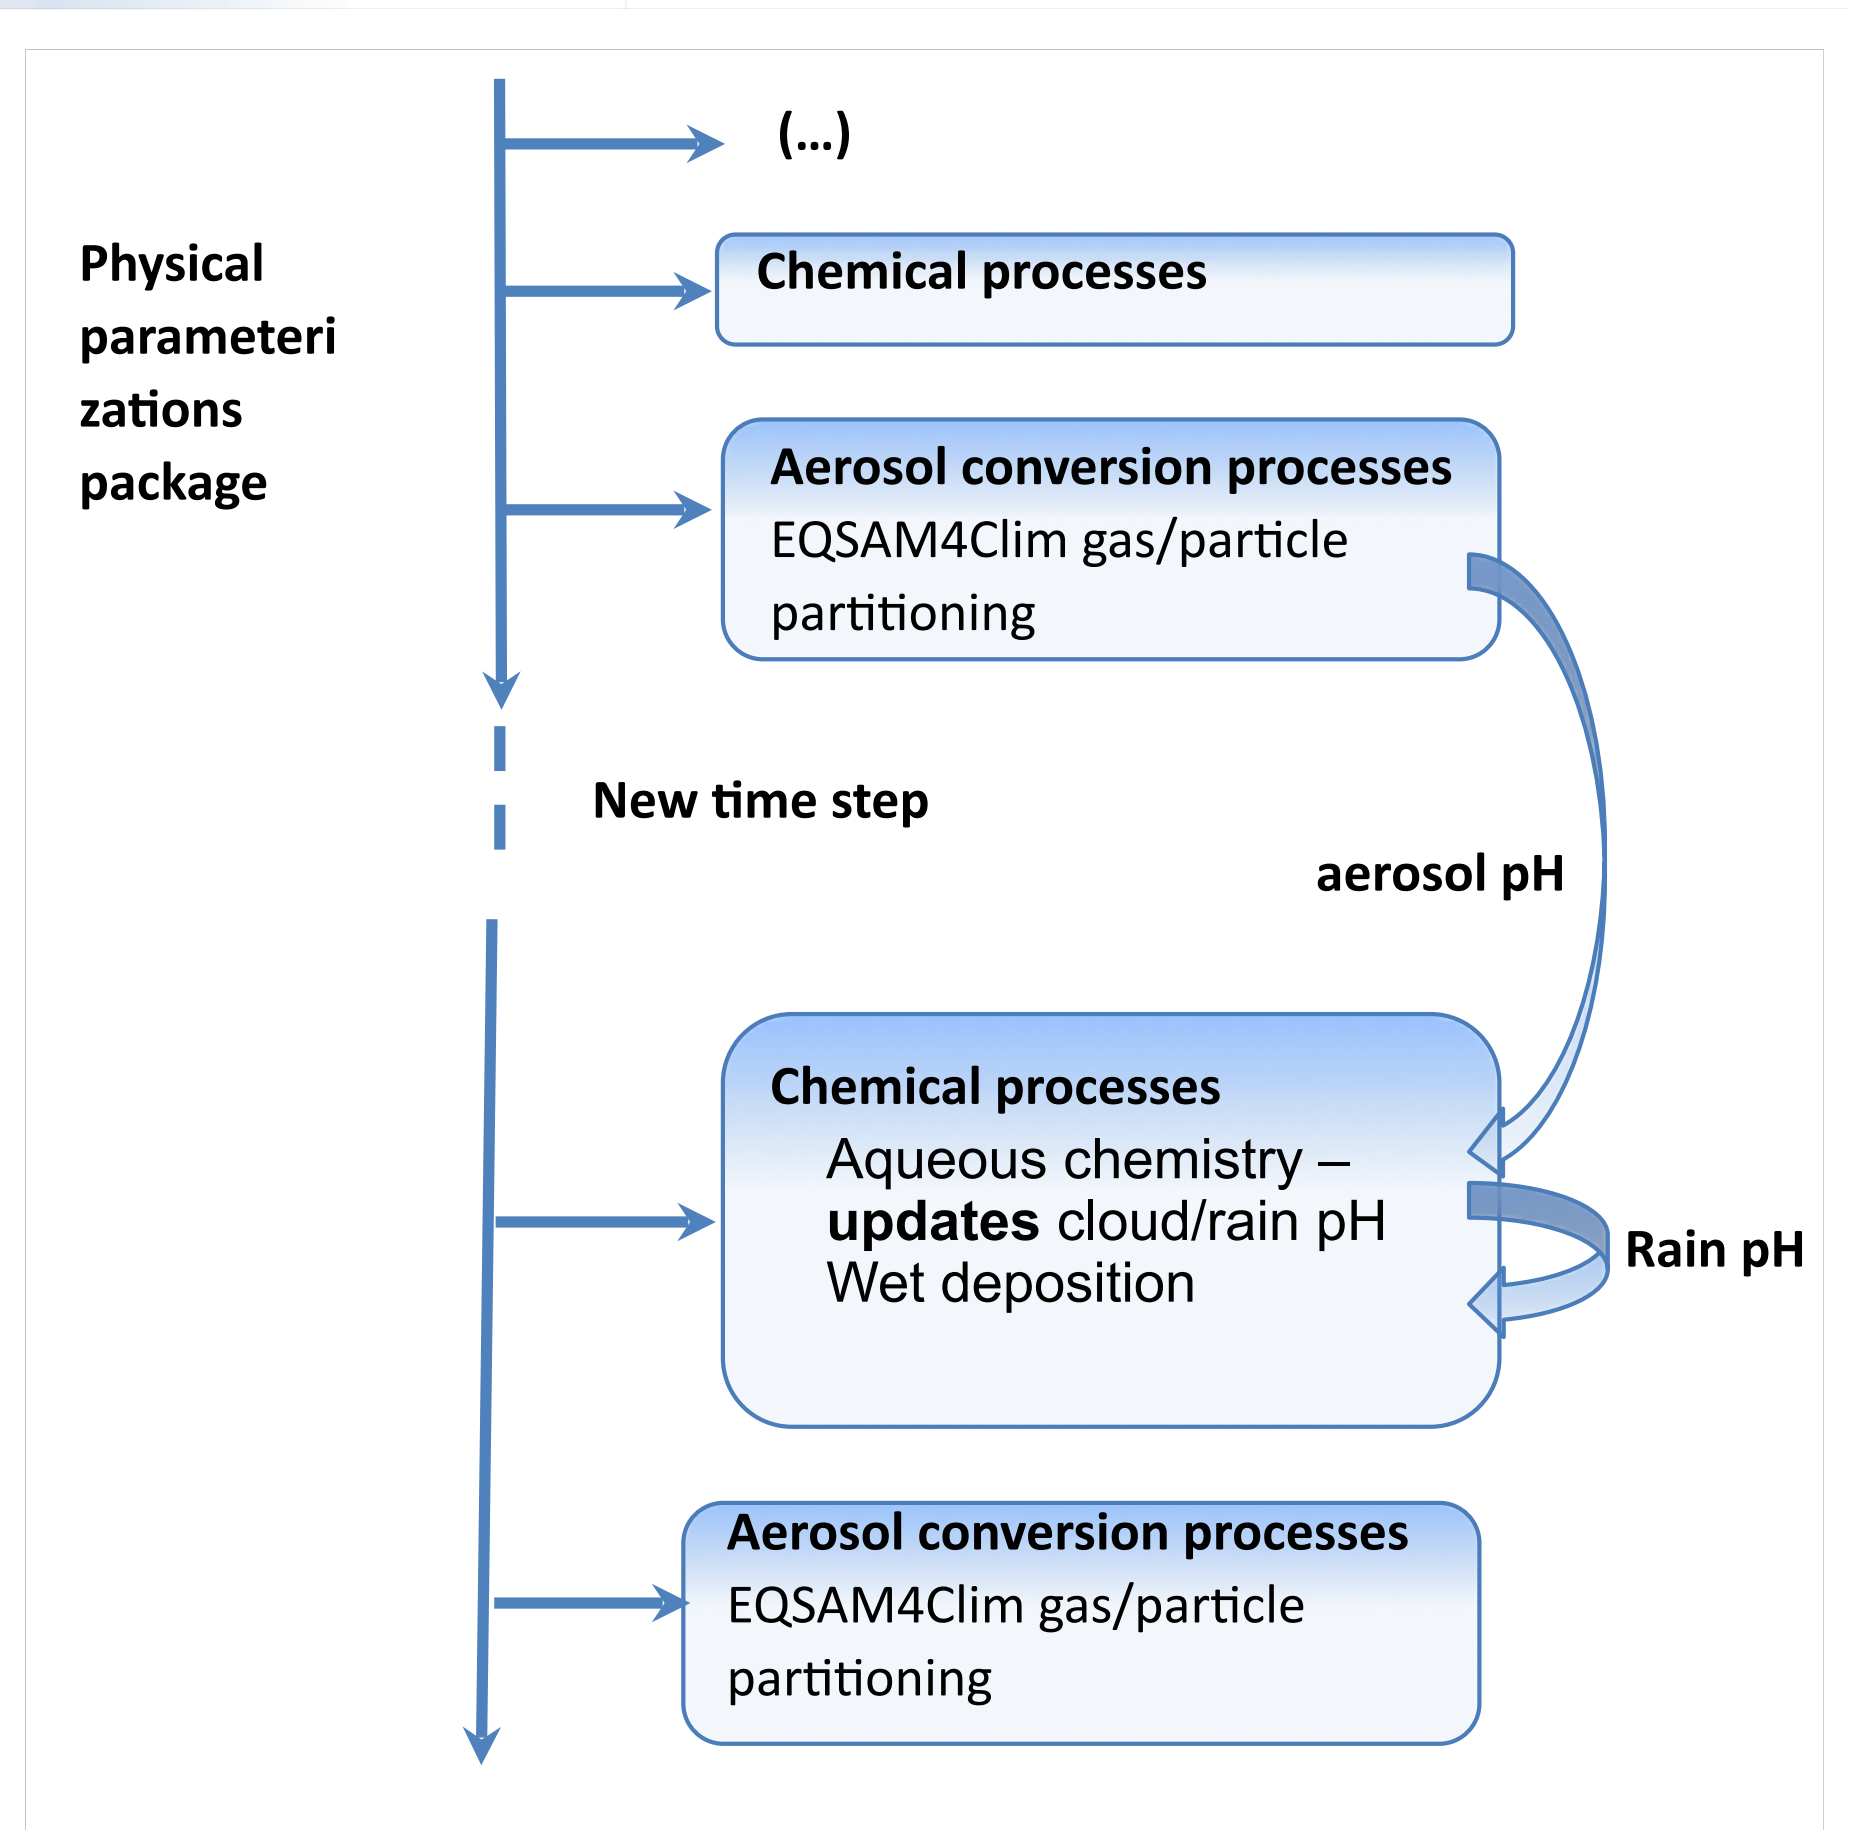 (...)
Physical
parameteri
zations
package
Chemical processes
Aerosol conversion processes
EQSAM4Clim gas/particle
partitioning
New time step
aerosol pH
Chemical processes
Aqueous chemistry –
updates cloud/rain pH
Wet deposition
Rain pH
Aerosol conversion processes
EQSAM4Clim gas/particle
partitioning